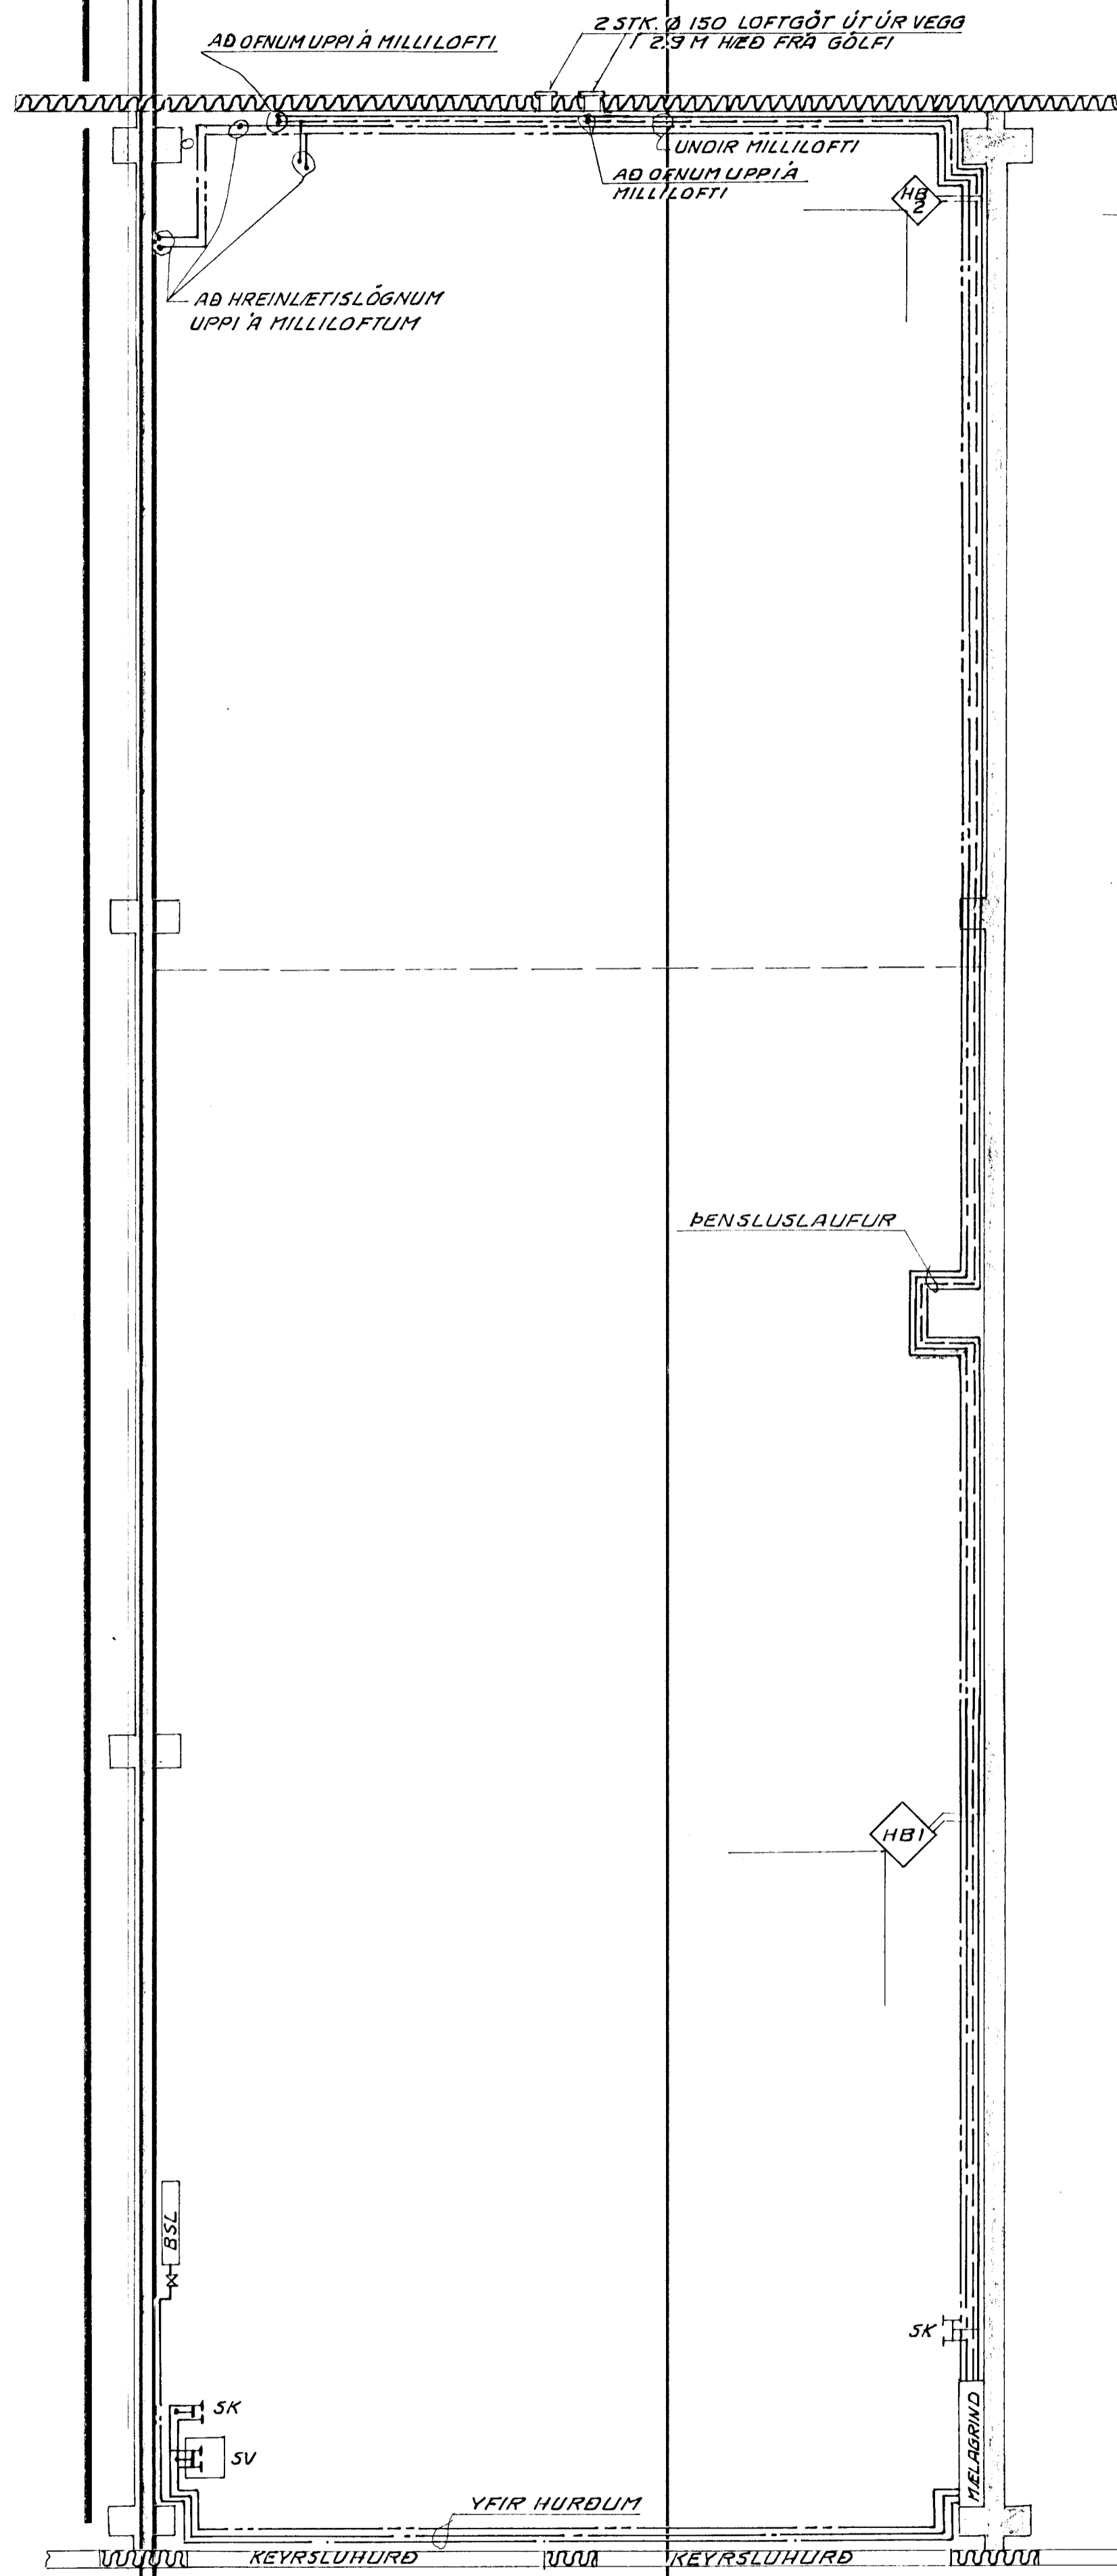 2 STK. Ø 150 LOFTGÖT ÚT ÚR VEGG
Í 2.9 M HÆÐ FRÁ GÓLFI
AÐ OFNUM UPPI Á MILLILOFTI
UNDIR MILLILOFTI
AÐ OFNUM UPPI Á
MILLILOFTI
HB
2
AÐ HREINLÆTISLÖGNUM
UPPI Á MILLILOFTUM
ÞENSLUSLAUFUR
HB1
BSL
SK
SK
SV
MÆLAGRIND
YFIR HURÐUM
KEYRSLUHURÐ
KEYRSLUHURÐ